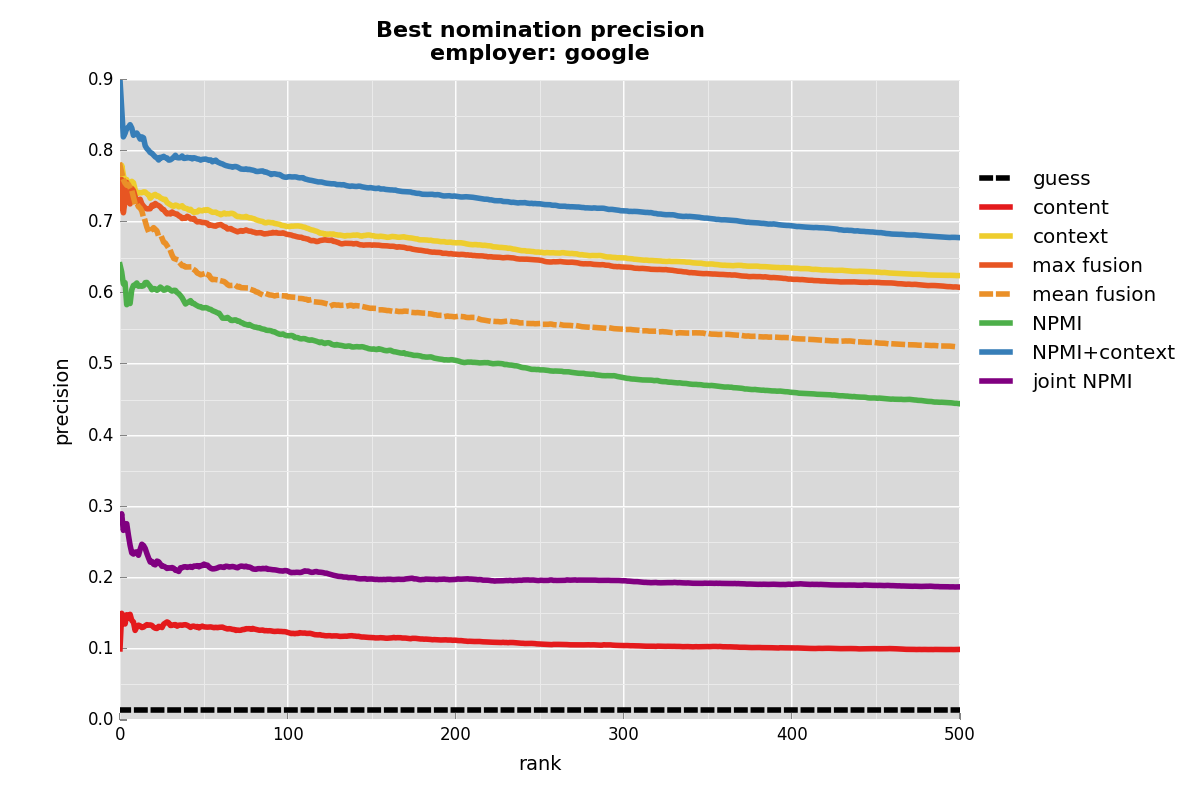 Best nomination precision
employer: google
0.9
0.8
0.7
0.6
0.5
0.4
0.3
0.2
0.1
0.0
precision
0
100
200
300
400
500
rank
guess
content
context
max fusion
mean fusion
NPMI
NPMI+context
joint NPMI